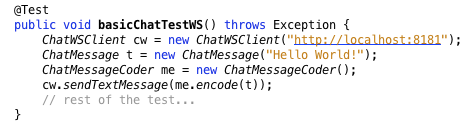 @Test
public void basicChatTestWS() throws Exception {
    ChatWSClient cw = new ChatWSClient("http://localhost:8181");
    ChatMessage t = new ChatMessage("Hello World!");
    ChatMessageCoder me = new ChatMessageCoder();
    cw.sendTextMessage(me.encode(t));
    // rest of the test...
}